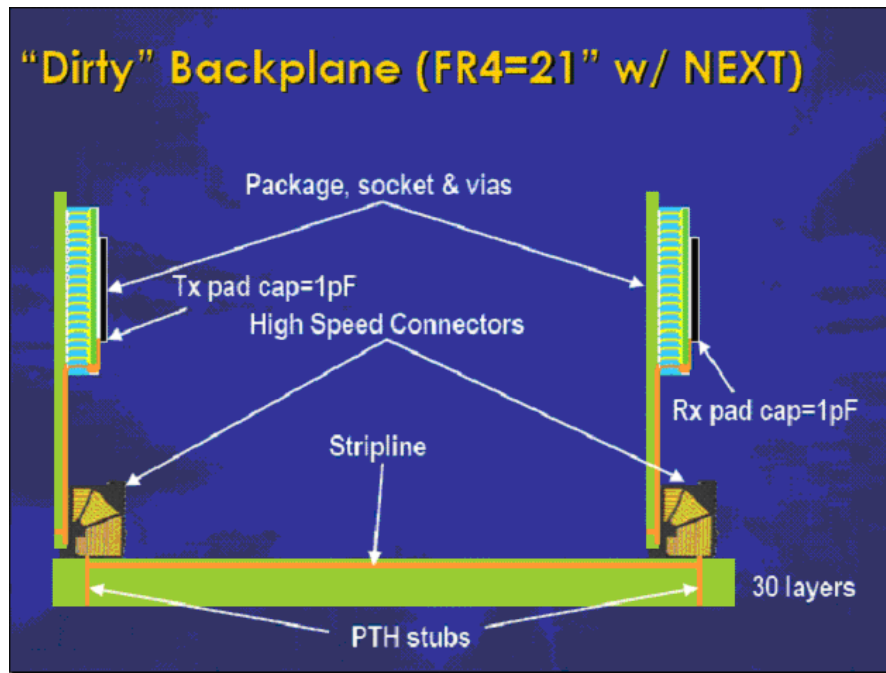 “Dirty” Backplane (FR4=21” w/ NEXT)
Package, socket & vias
Tx pad cap=1pF
High Speed Connectors
Rx pad cap=1pF
Stripline
30 layers
PTH stubs